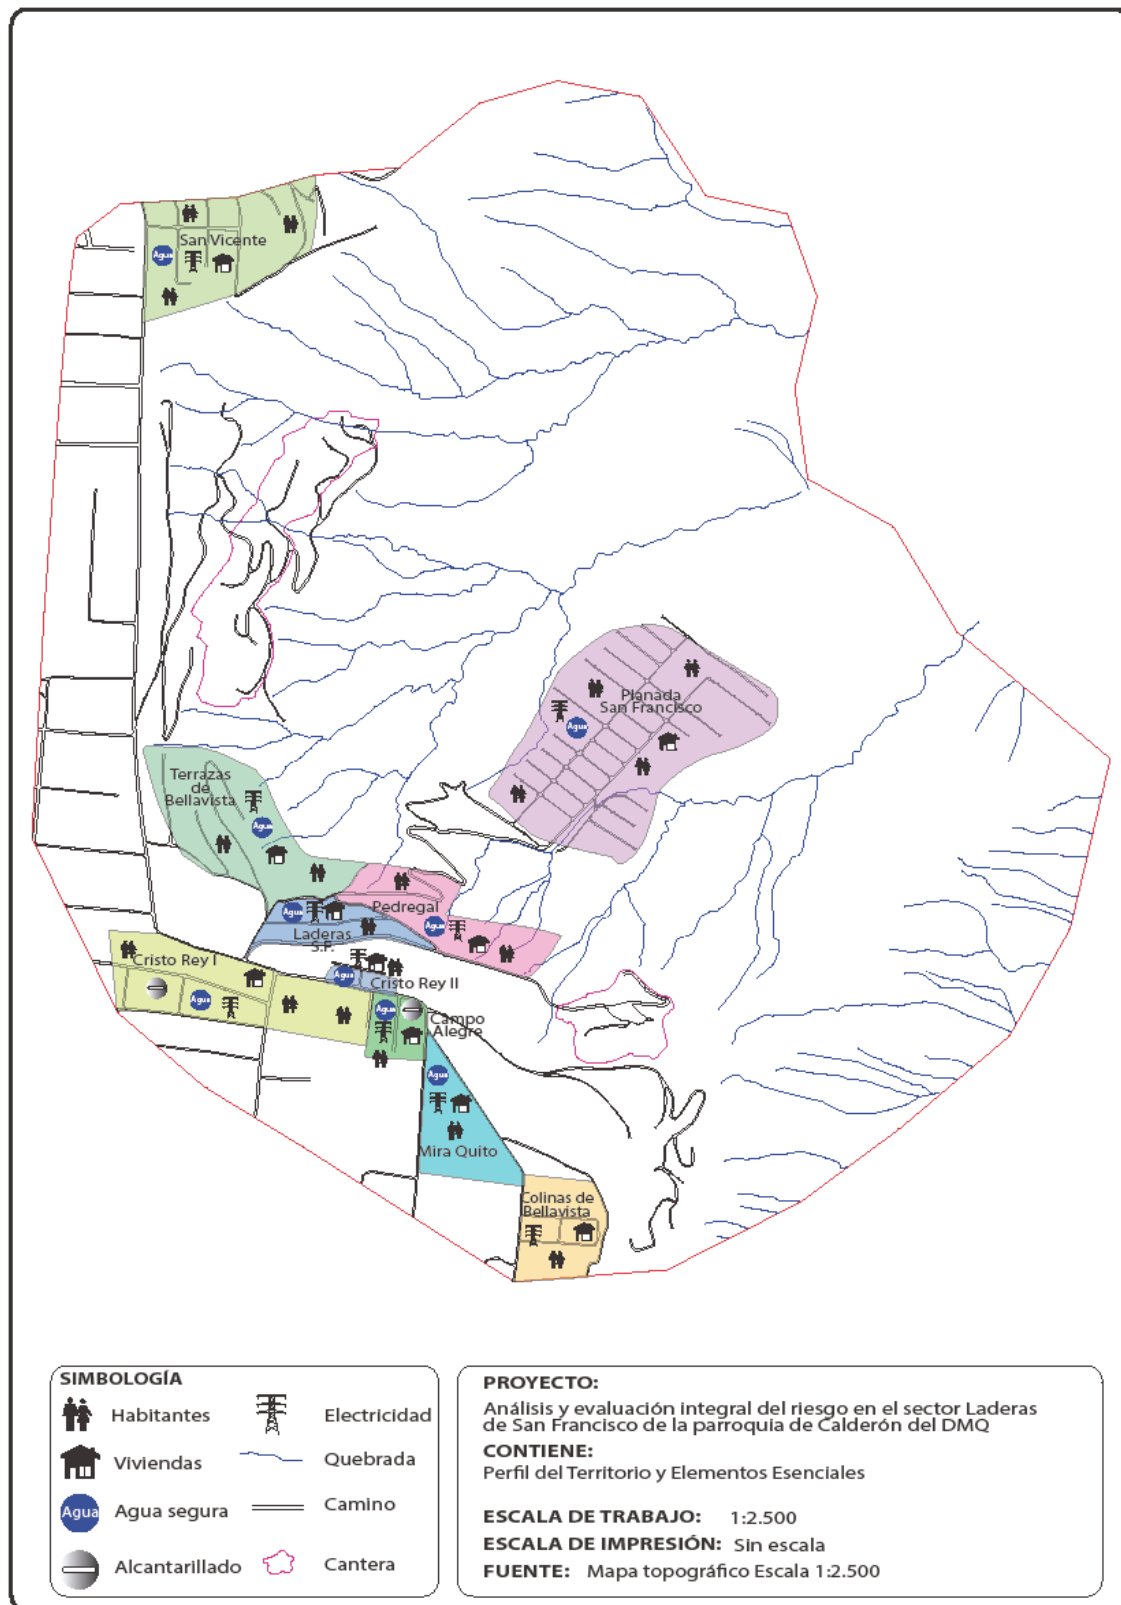 San Vicente
Agua
Planada
San Francisco
Agua
Terrazas
de
Bellavista
Agua
Pedregal
Agua
Agua
Laderas
S.F.
Cristo Rey I
Agua
Agua
Cristo Rey II
Agua
Campo
Alegre
Agua
Mira Quito
Colinas de
Bellavista
SIMBOLOGÍA
Habitantes
Electricidad
Viviendas
Quebrada
Agua
Agua segura
Camino
Alcantarillado
Cantera
PROYECTO:
Análisis y evaluación integral del riesgo en el sector Laderas
de San Francisco de la parroquia de Calderón del DMQ
CONTIENE:
Perfil del Territorio y Elementos Esenciales
ESCALA DE TRABAJO: 1:2.500
ESCALA DE IMPRESIÓN: Sin escala
FUENTE: Mapa topográfico Escala 1:2.500